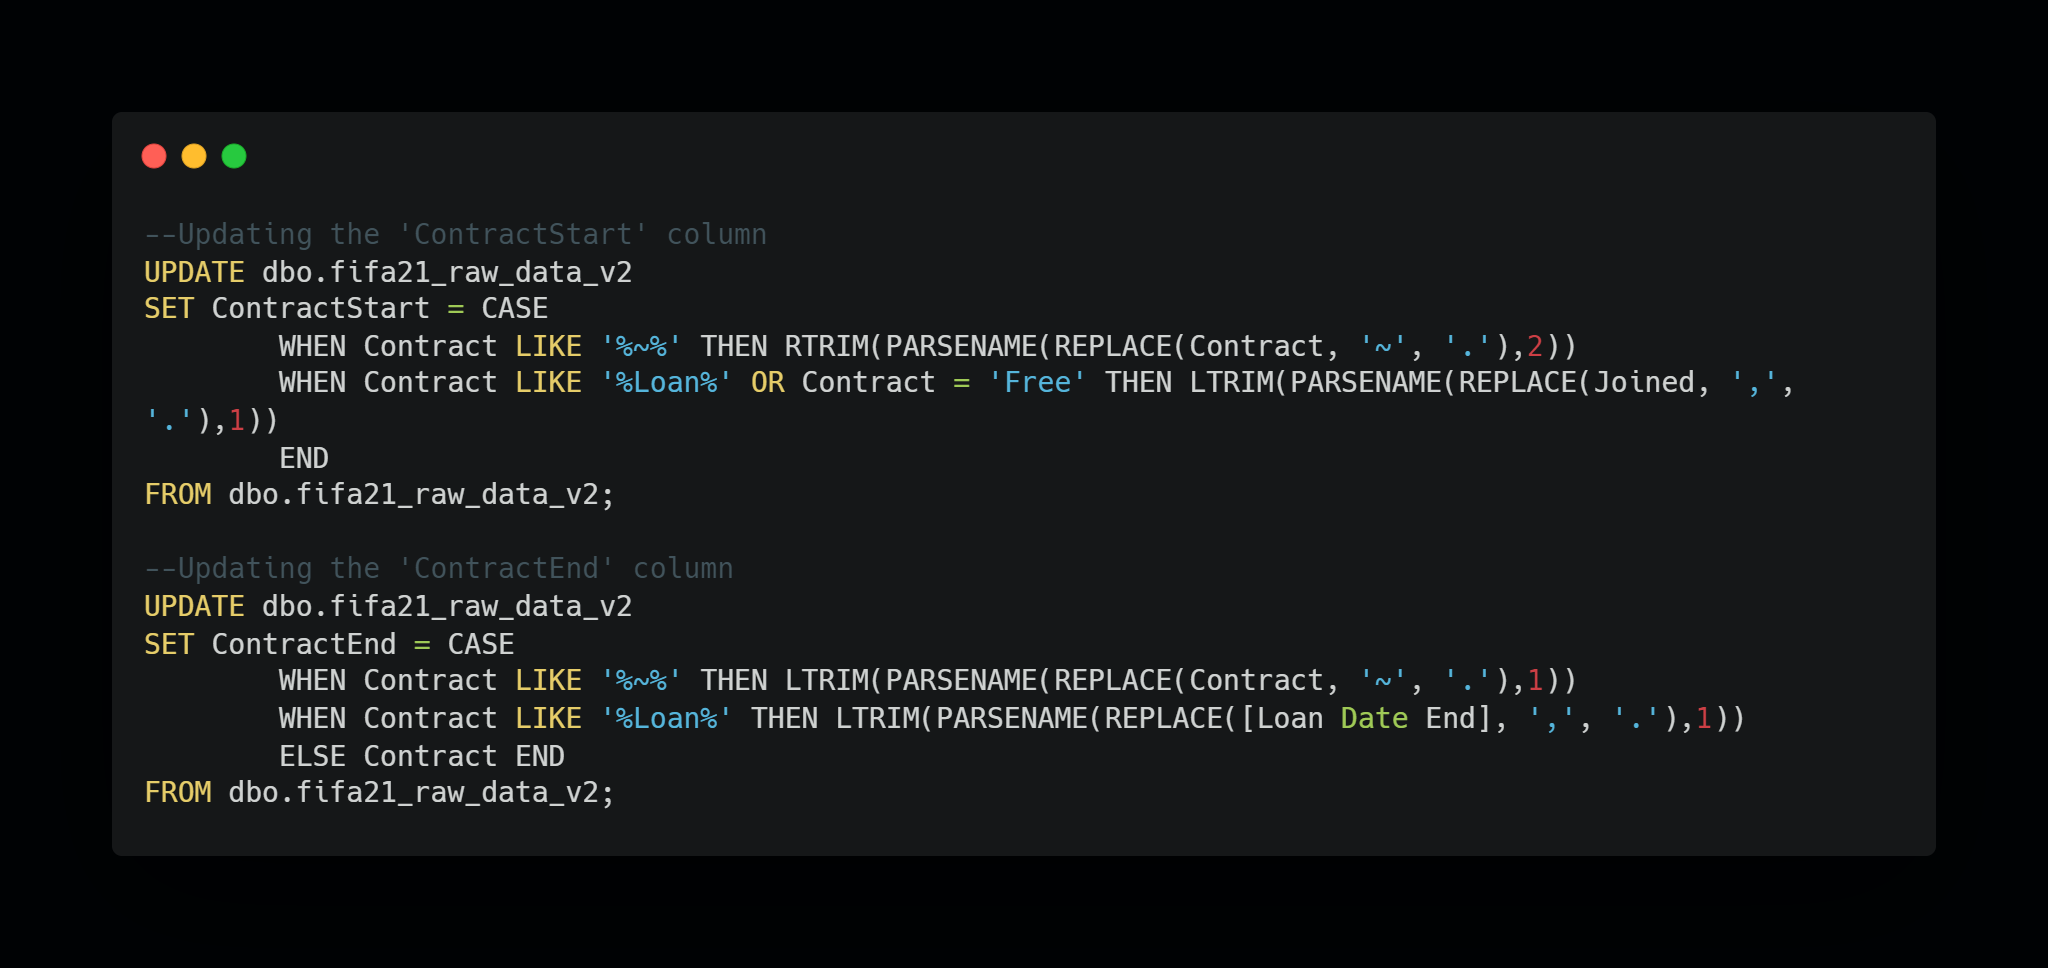 --Updating the 'ContractStart' column
UPDATE dbo.fifa21_raw_data_v2
SET ContractStart = CASE
        WHEN Contract LIKE '%~%' THEN RTRIM(PARSENAME(REPLACE(Contract, '~', '.'),2))
        WHEN Contract LIKE '%Loan%' OR Contract = 'Free' THEN LTRIM(PARSENAME(REPLACE(Joined, ',',
'.'),1))
        END
FROM dbo.fifa21_raw_data_v2;

--Updating the 'ContractEnd' column
UPDATE dbo.fifa21_raw_data_v2
SET ContractEnd = CASE
        WHEN Contract LIKE '%~%' THEN LTRIM(PARSENAME(REPLACE(Contract, '~', '.'),1))
        WHEN Contract LIKE '%Loan%' THEN LTRIM(PARSENAME(REPLACE([Loan Date End], ',', '.'),1))
        ELSE Contract END
FROM dbo.fifa21_raw_data_v2;